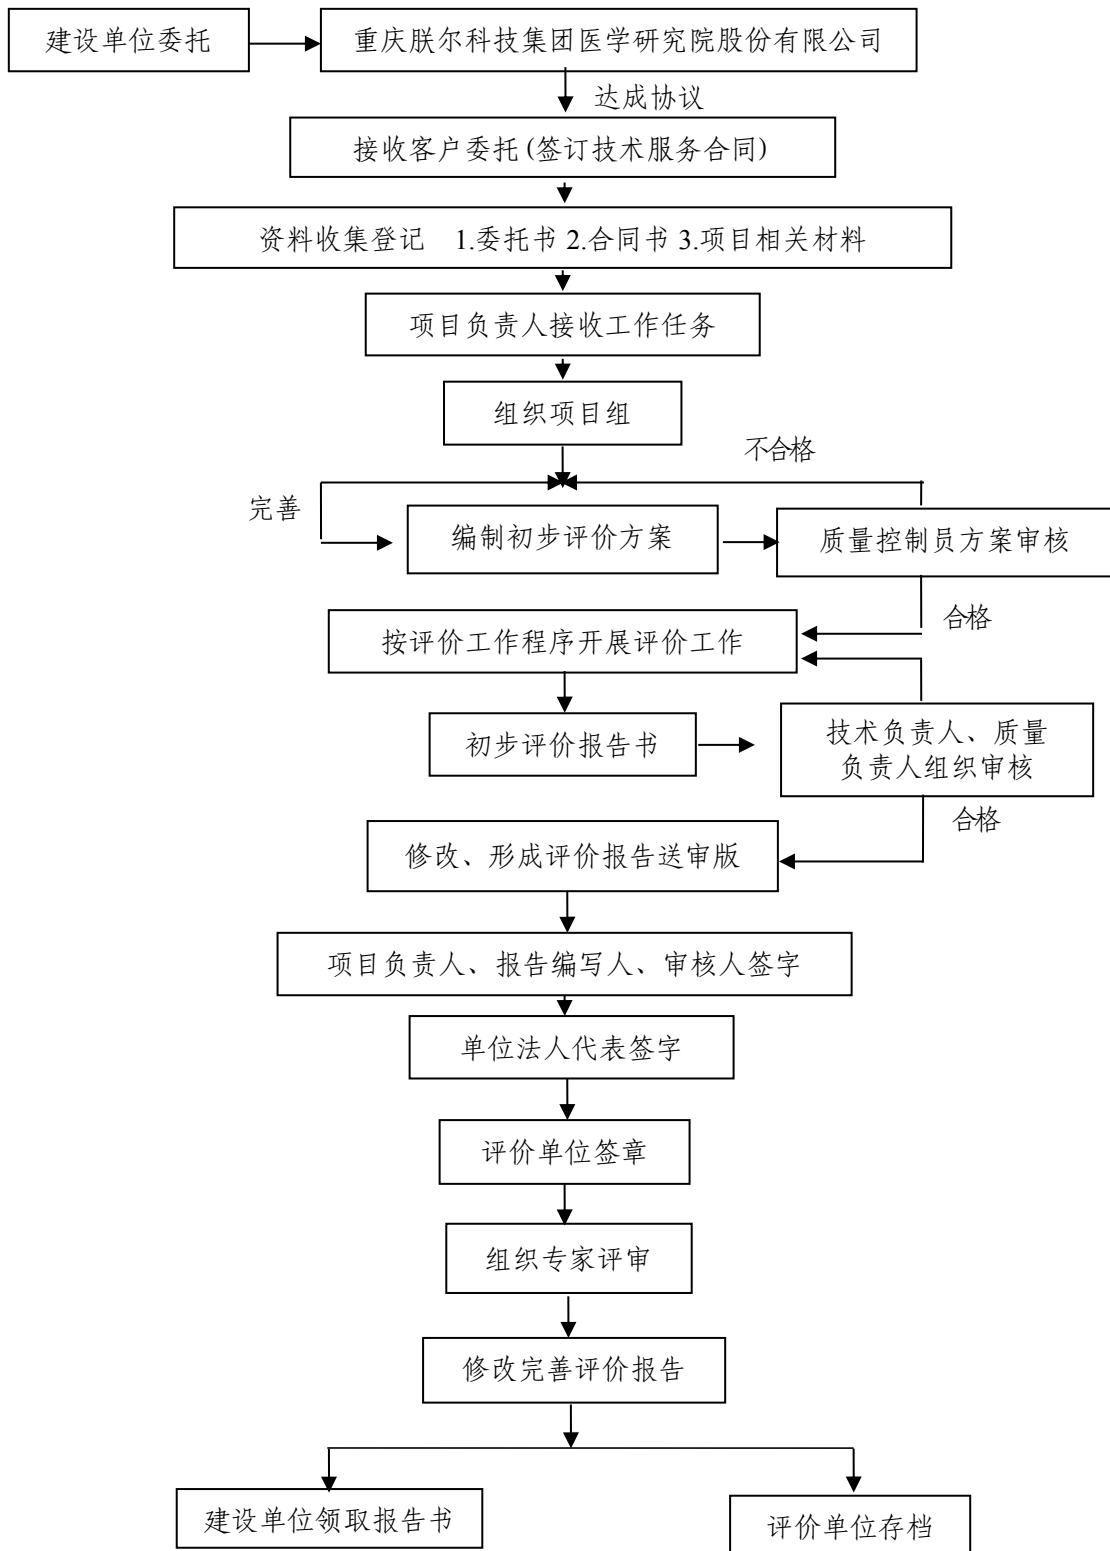 建设单位委托
重庆朕尔科技集团医学研究院股份有限公司
达成协议
接收客户委托(签订技术服务合同)
资料收集登记 1.委托书 2.合同书 3.项目相关材料
项目负责人接收工作任务
组织项目组
不合格
完善
编制初步评价方案
质量控制员方案审核
合格
按评价工作程序开展评价工作
初步评价报告书
技术负责人、质量
负责人组织审核
合格
修改、形成评价报告送审版
项目负责人、报告编写人、审核人签字
单位法人代表签字
评价单位签章
组织专家评审
修改完善评价报告
建设单位领取报告书
评价单位存档